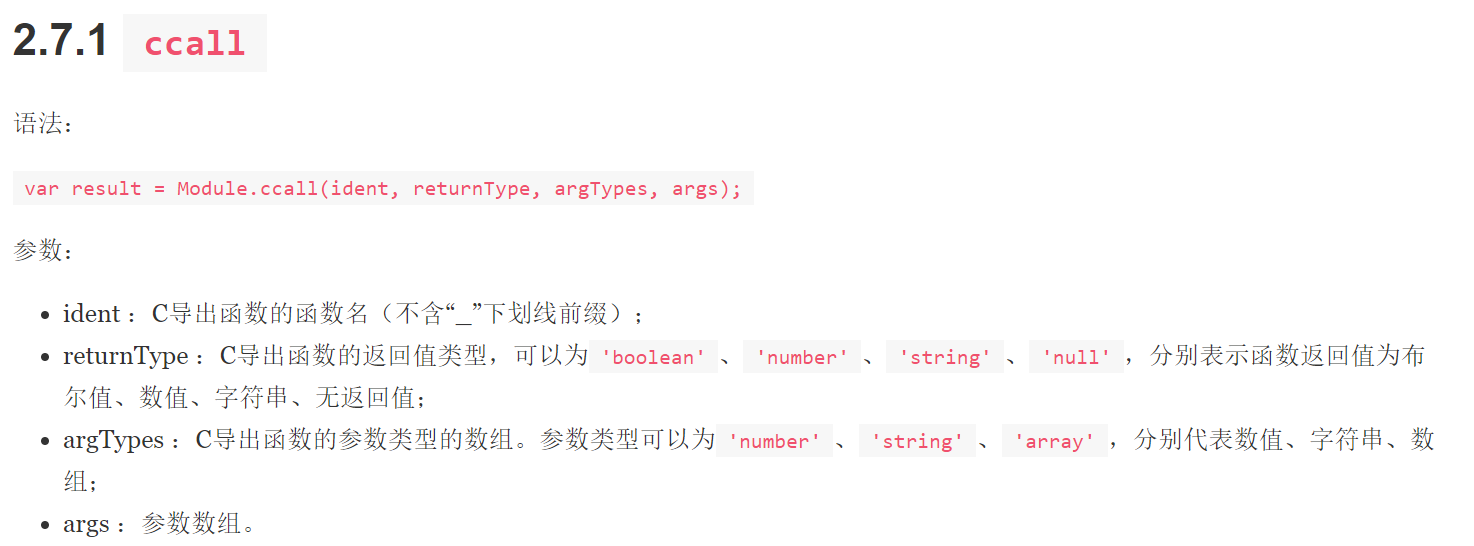 2.7.1 ccall
语法：
var result = Module.ccall(ident, returnType, argTypes, args);
参数：
• ident ：C导出函数的函数名（不含“_”下划线前缀）；
• returnType ：C导出函数的返回值类型，可以为'boolean'、'number'、'string'、'null'，分别表示函数返回值为布
尔值、数值、字符串、无返回值；
• argTypes ：C导出函数的参数类型的数组。参数类型可以为'number'、'string'、'array'，分别代表数值、字符串、数
组；
• args ：参数数组。